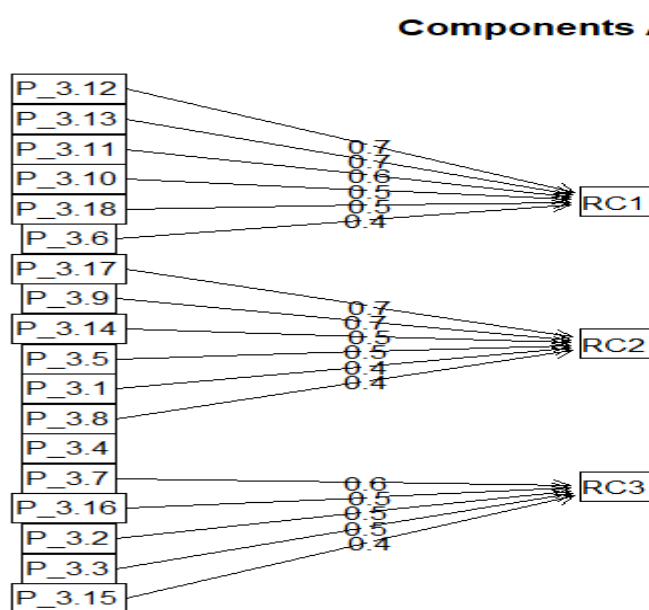 Components A
P_3.12
P_3.13
P_3.11
P_3.10
P_3.18
P_3.6
P_3.17
P_3.9
P_3.14
P_3.5
P_3.1
P_3.8
P_3.4
P_3.7
P_3.16
P_3.2
P_3.3
P_3.15
0.7
0.7
0.6
0.5
0.5
0.4
0.7
0.7
0.5
0.5
0.4
0.4
0.6
0.5
0.5
0.5
0.4
RC1
RC2
RC3